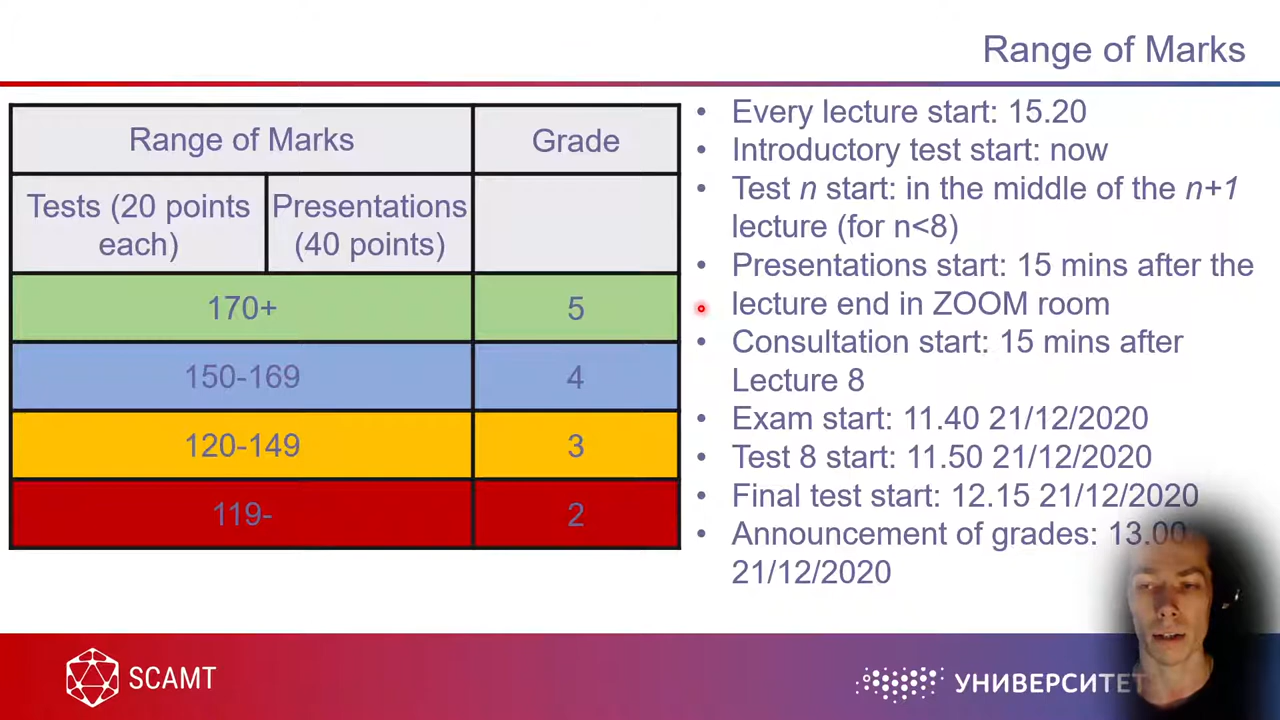 Range of Marks
Range of Marks
Grade
Tests (20 points
each)
Presentations
(40 points)
170+
5
150-169
4
120-149
3
119-
2
• Every lecture start: 15.20
• Introductory test start: now
• Test n start: in the middle of the n+1
lecture (for n<8)
• Presentations start: 15 mins after the
• lecture end in ZOOM room
• Consultation start: 15 mins after
Lecture 8
• Exam start: 11.40 21/12/2020
• Test 8 start: 11.50 21/12/2020
• Final test start: 12.15 21/12/2020
• Announcement of grades: 13.00
21/12/2020
SCAMT
УНИВЕРСИТЕТ